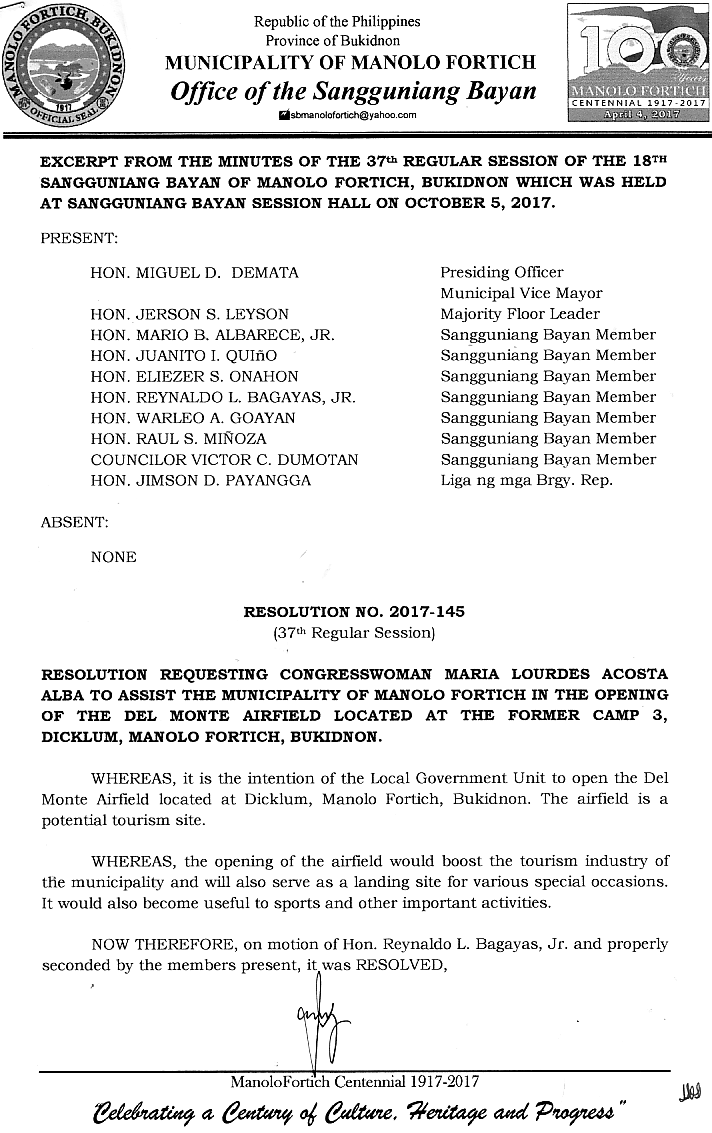 MANOLO FORTICH, BUKIDNON
1917
OFFICIAL SEAL
Republic of the Philippines
Province of Bukidnon
MUNICIPALITY OF MANOLO FORTICH
Office of the Sangguniang Bayan
sbmanolofortich@yahoo.com
100
Years
MANOLO FORTICH
CENTENNIAL 1917-2017
April 4, 2017
EXCERPT FROM THE MINUTES OF THE 37th REGULAR SESSION OF THE 18TH
SANGGUNIANG BAYAN OF MANOLO FORTICH, BUKIDNON WHICH WAS HELD
AT SANGGUNIANG BAYAN SESSION HALL ON OCTOBER 5, 2017.
PRESENT:
HON. MIGUEL D. DEMATA Presiding Officer
Municipal Vice Mayor
HON. JERSON S. LEYSON Majority Floor Leader
HON. MARIO B. ALBARECE, JR. Sangguniang Bayan Member
HON. JUANITO I. QUIñO Sangguniang Bayan Member
HON. ELIEZER S. ONAHON Sangguniang Bayan Member
HON. REYNALDO L. BAGAYAS, JR. Sangguniang Bayan Member
HON. WARLEO A. GOAYAN Sangguniang Bayan Member
HON. RAUL S. MIÑOZA Sangguniang Bayan Member
COUNCILOR VICTOR C. DUMOTAN Sangguniang Bayan Member
HON. JIMSON D. PAYANGGA Liga ng mga Brgy. Rep.
ABSENT:
NONE
RESOLUTION NO. 2017-145
(37th Regular Session)
RESOLUTION REQUESTING CONGRESSWOMAN MARIA LOURDES ACOSTA
ALBA TO ASSIST THE MUNICIPALITY OF MANOLO FORTICH IN THE OPENING
OF THE DEL MONTE AIRFIELD LOCATED AT THE FORMER CAMP 3,
DICKLUM, MANOLO FORTICH, BUKIDNON.
WHEREAS, it is the intention of the Local Government Unit to open the Del
Monte Airfield located at Dicklum, Manolo Fortich, Bukidnon. The airfield is a
potential tourism site.
WHEREAS, the opening of the airfield would boost the tourism industry of
the municipality and will also serve as a landing site for various special occasions.
It would also become useful to sports and other important activities.
NOW THEREFORE, on motion of Hon. Reynaldo L. Bagayas, Jr. and properly
seconded by the members present, it was RESOLVED,
ManoloFortich Centennial 1917-2017
"Celebrating a Century of Culture, Heritage and Progress"